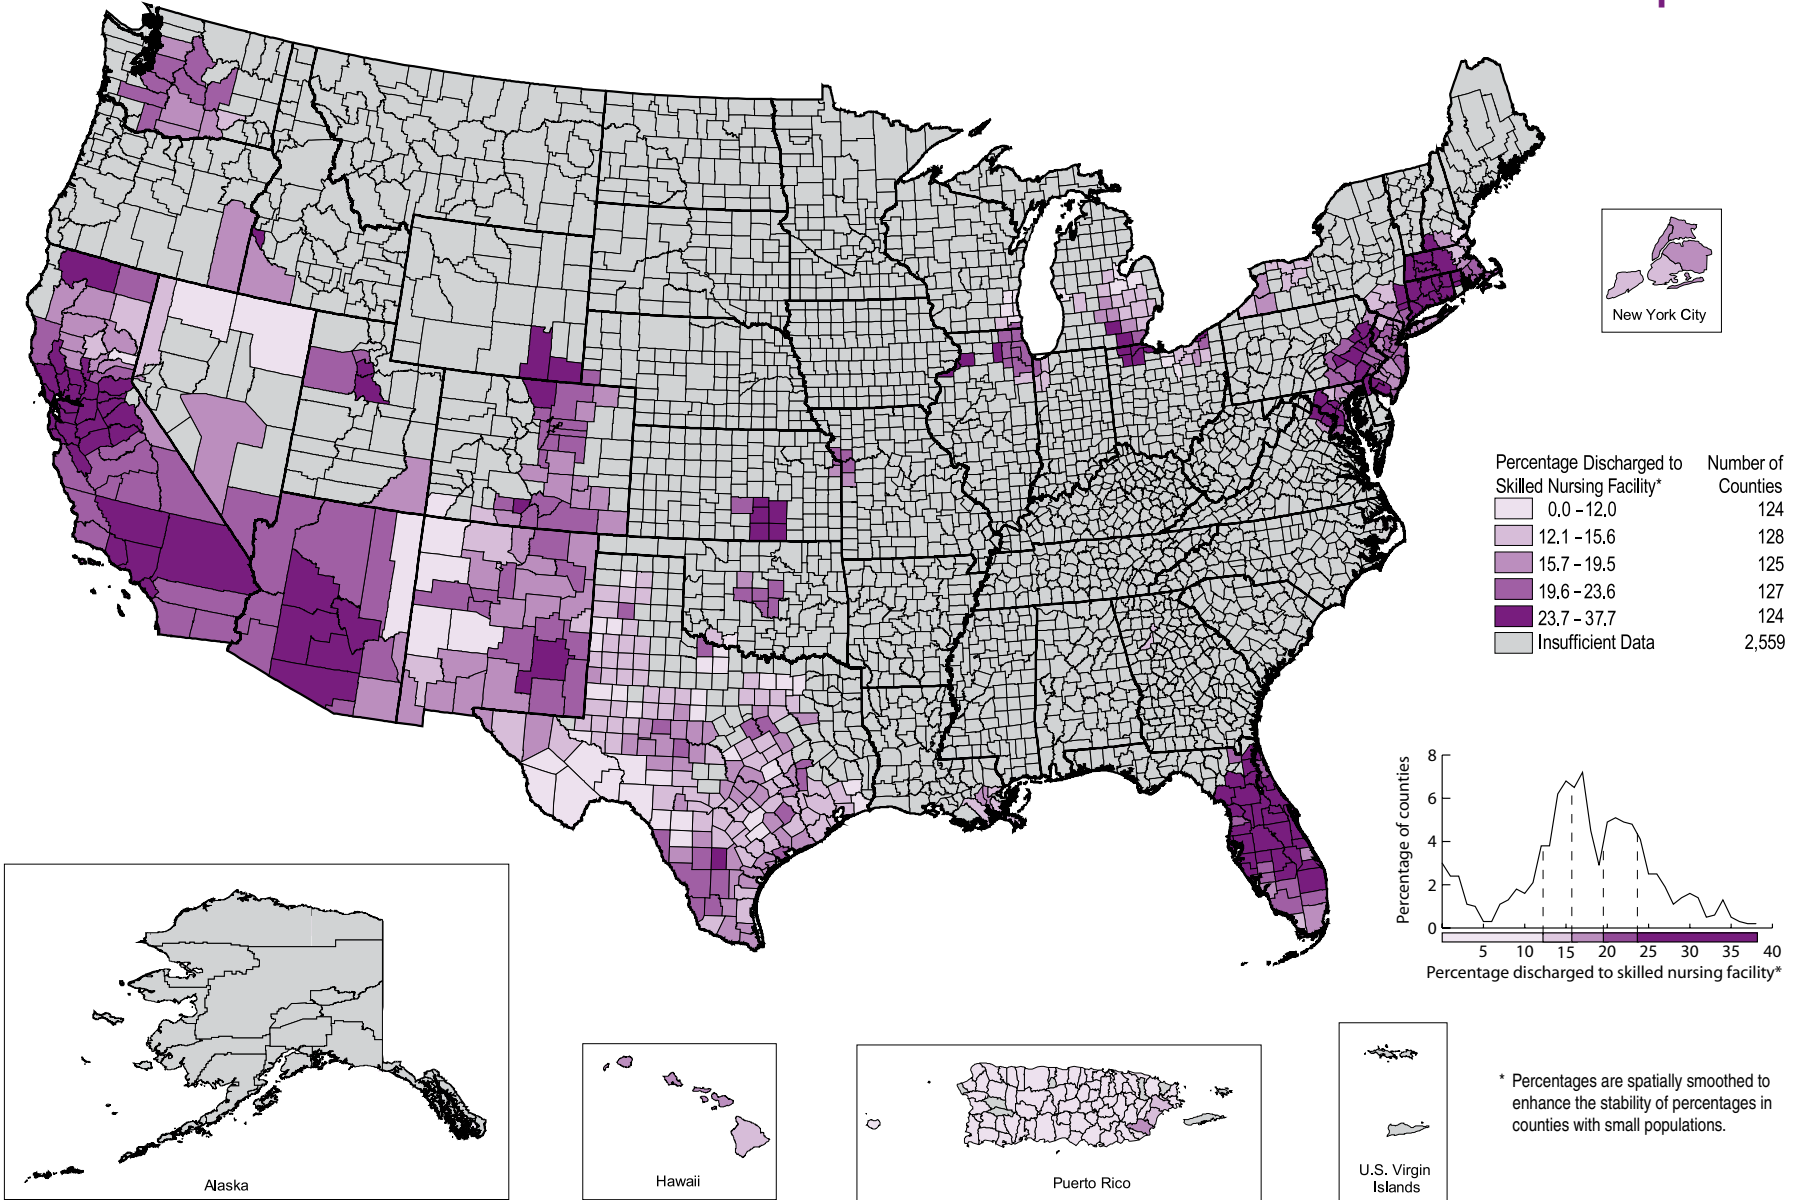 New York City
Percentage Discharged to Number of
Skilled Nursing Facility* Counties
0.0 – 12.0 124
12.1 – 15.6 128
15.7 – 19.5 125
19.6 – 23.6 127
23.7 – 37.7 124
Insufficient Data 2,559
Percentage of counties
8
6
4
2
0
5 10 15 20 25 30 35 40
Percentage discharged to skilled nursing facility*
* Percentages are spatially smoothed to
enhance the stability of percentages in
counties with small populations.
Alaska
Hawaii
Puerto Rico
U.S. Virgin
Islands